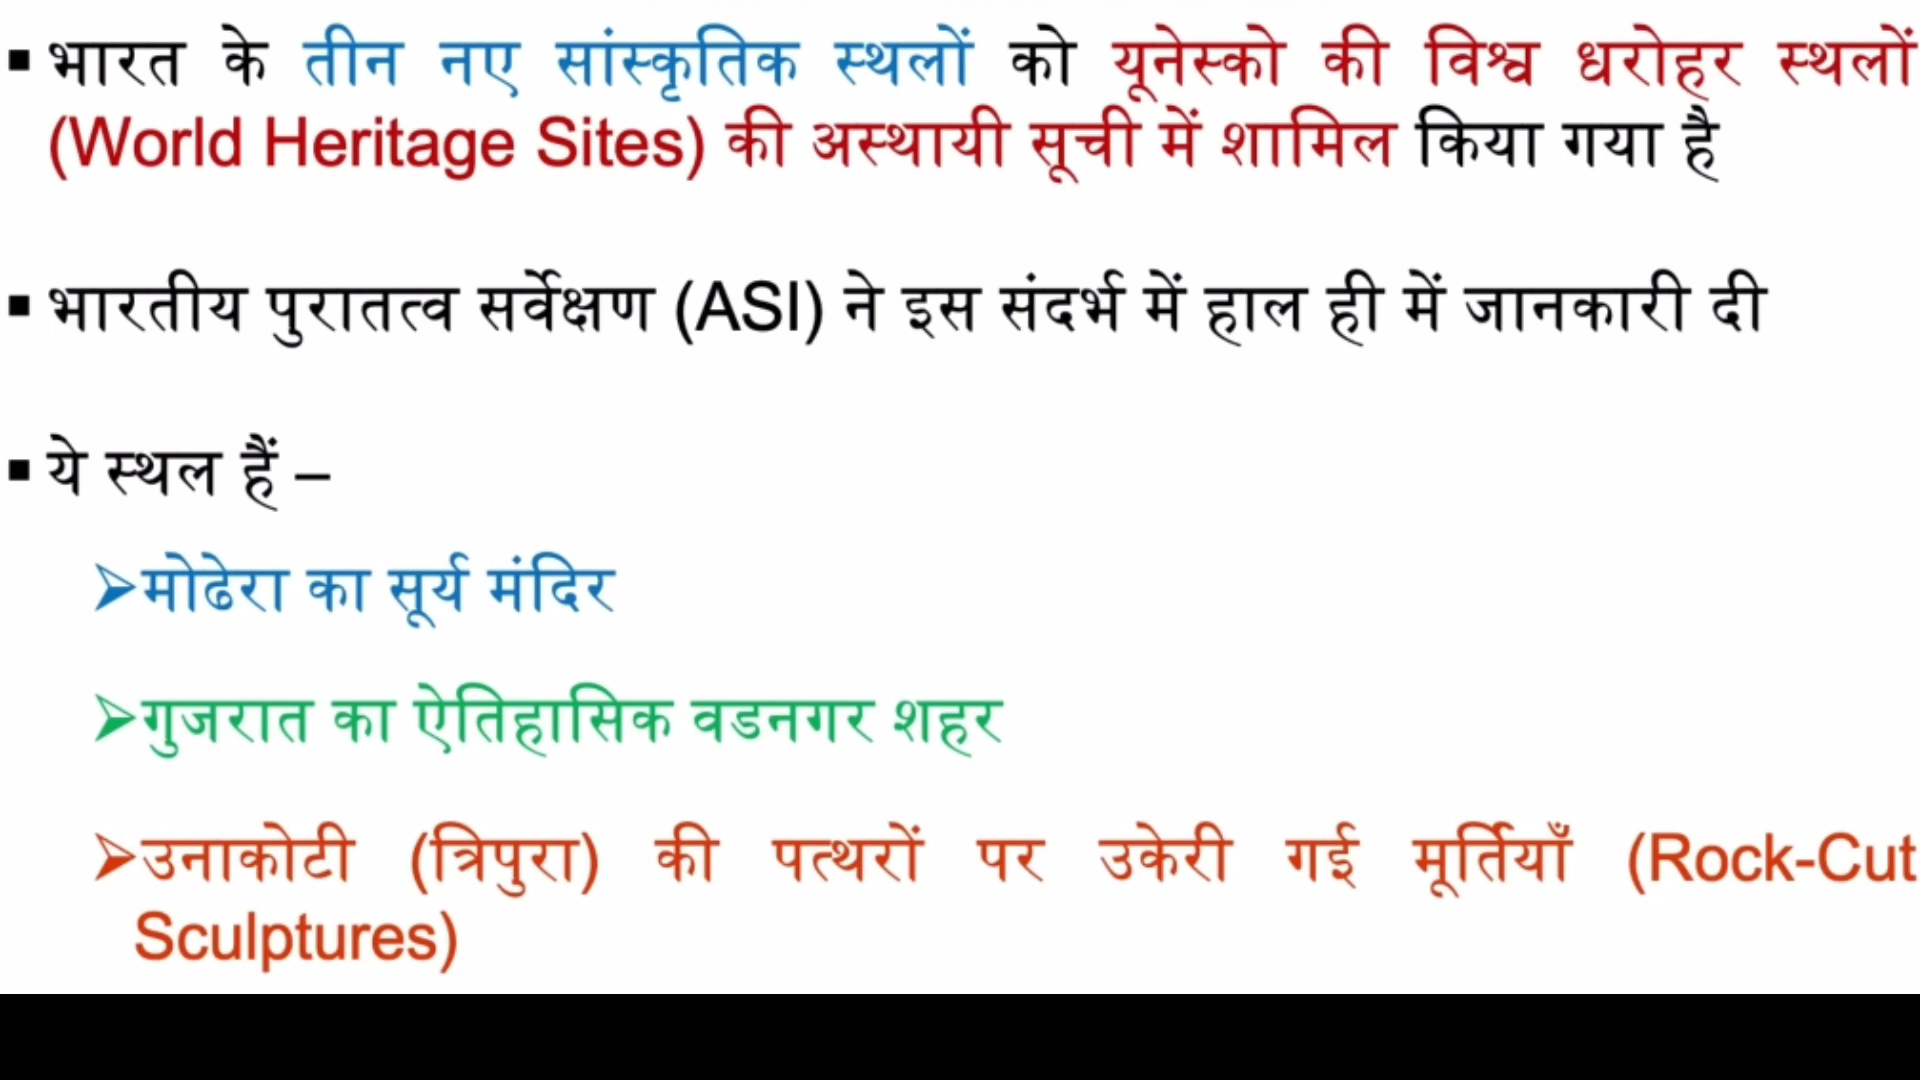 ▪ भारत के तीन नए सांस्कृतिक स्थलों को यूनेस्को की विश्व धरोहर स्थलों
(World Heritage Sites) की अस्थायी सूची में शामिल किया गया है
▪ भारतीय पुरातत्व सर्वेक्षण (ASI) ने इस संदर्भ में हाल ही में जानकारी दी
▪ ये स्थल हैं –
➢मोढेरा का सूर्य मंदिर
➢गुजरात का ऐतिहासिक वडनगर शहर
➢उनाकोटी (त्रिपुरा) की पत्थरों पर उकेरी गई मूर्तियाँ (Rock-Cut
Sculptures)